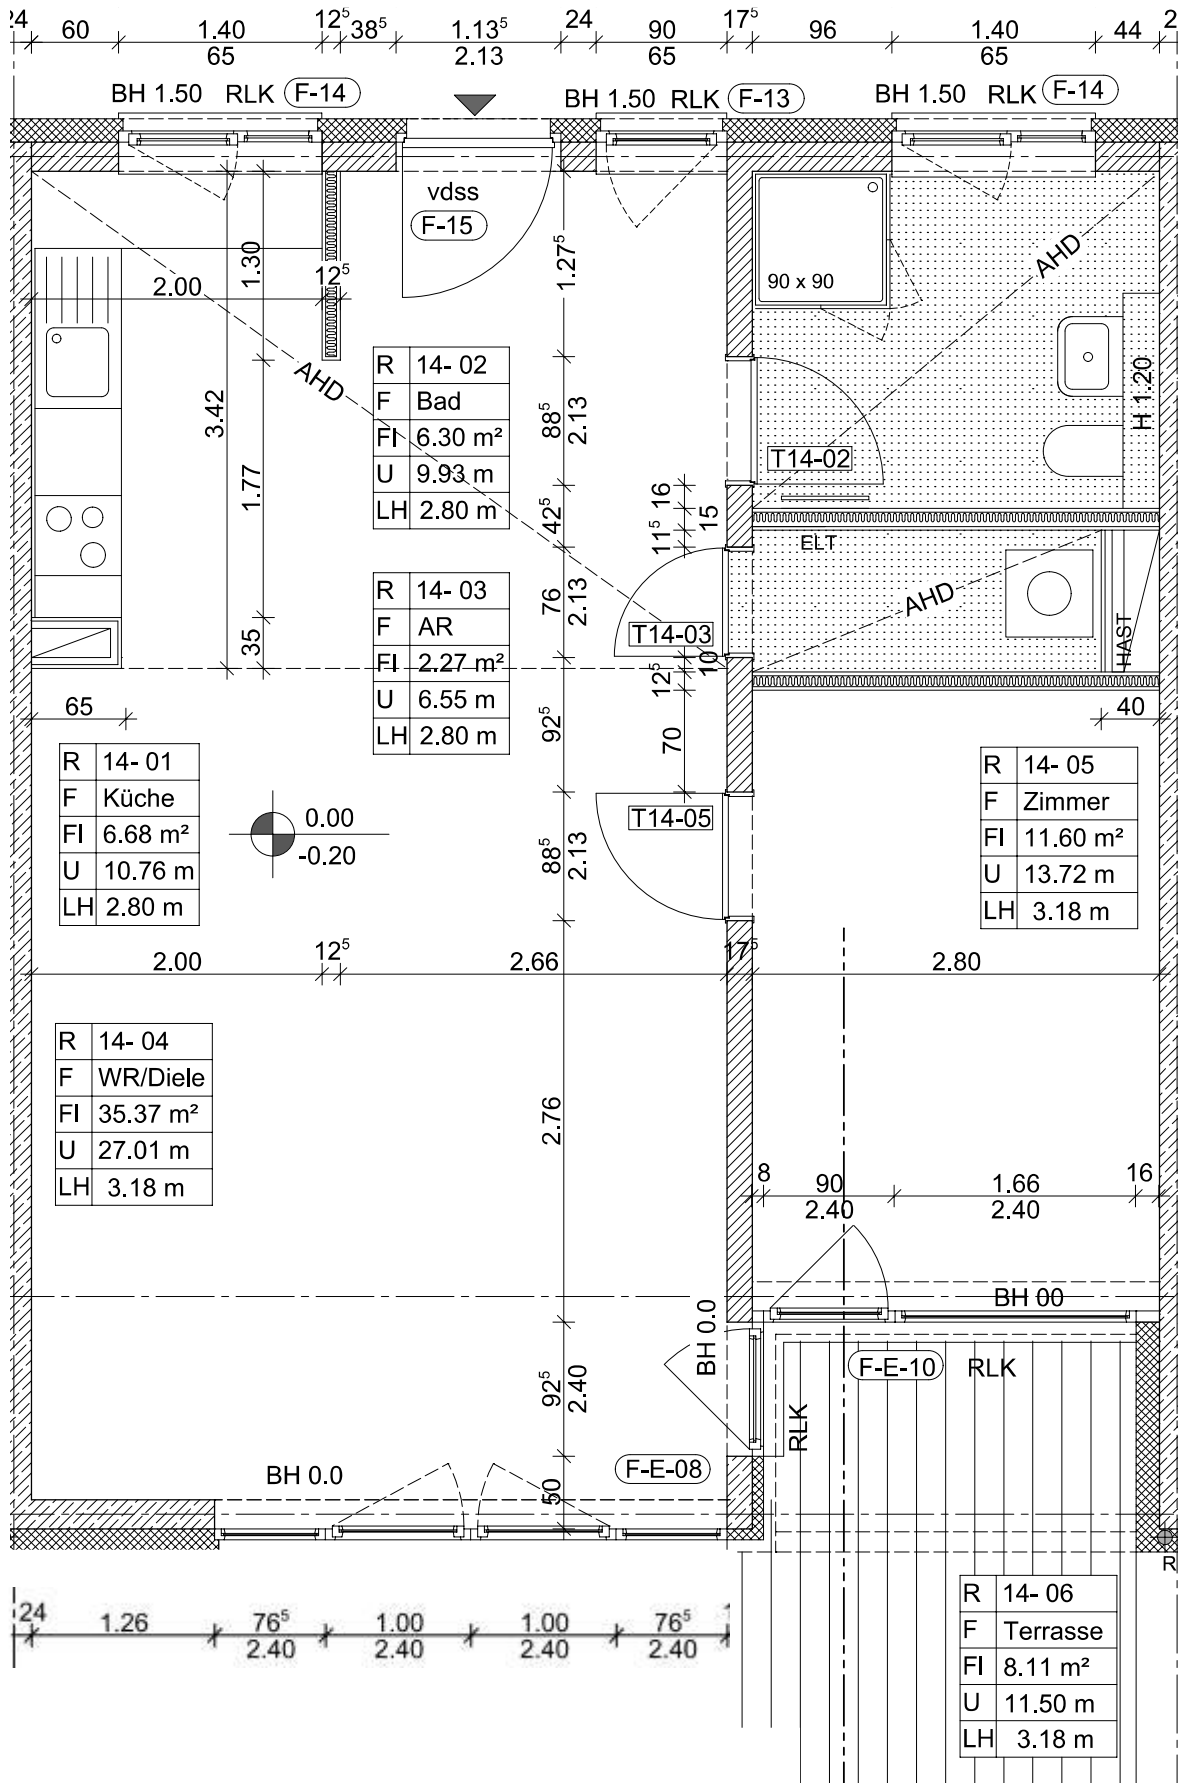 24 60 1.40 12⁵ 38⁵ 1.13⁵ 24 90 17⁵ 96 1.40 44 2
65 2.13 65 65
BH 1.50 RLK F-14 BH 1.50 RLK F-13 BH 1.50 RLK F-14
vdss
F-15
1.30
1.27⁵
AHD
90 x 90
2.00 12⁵
AHD
3.42
1.77
35
R 14- 02
F Bad
Fl 6.30 m²
U 9.93 m
LH 2.80 m
88⁵
2.13
H 1.20
T14-02
42⁵
16
15
11⁵
ELT
R 14- 03
F AR
Fl 2.27 m²
U 6.55 m
LH 2.80 m
76
2.13
T14-03
AHD
HAST
10
12⁵
65
92⁵
70
40
R 14- 01
F Küche
Fl 6.68 m²
U 10.76 m
LH 2.80 m
0.00
-0.20
T14-05
88⁵
2.13
R 14- 05
F Zimmer
Fl 11.60 m²
U 13.72 m
LH 3.18 m
2.00 12⁵ 2.66 17⁵ 2.80
R 14- 04
F WR/Diele
Fl 35.37 m²
U 27.01 m
LH 3.18 m
2.76
8 90 1.66 16
2.40 2.40
BH 00
BH 0.0
F-E-10 RLK
92⁵
2.40
RLK
BH 0.0
F-E-08
50
R
24 1.26 76⁵ 1.00 1.00 76⁵
2.40 2.40 2.40 2.40
R 14- 06
F Terrasse
Fl 8.11 m²
U 11.50 m
LH 3.18 m